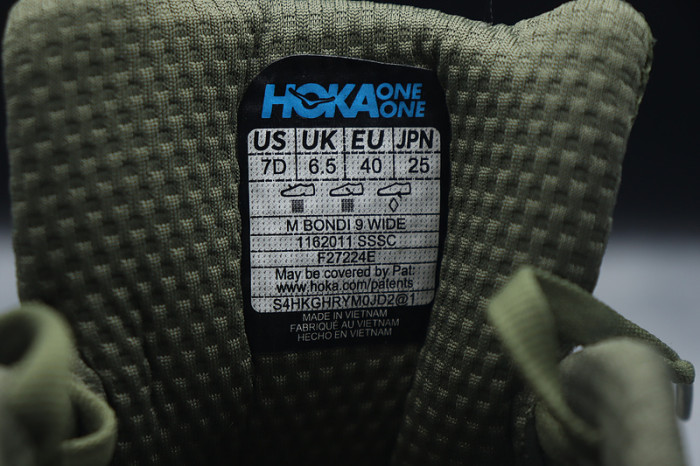 HOKA ONE ONE
US UK EU JPN
7D 6.5 40 25
M BONDI 9 WIDE
1162011 SSSC
F27224E
May be covered by Pat:
www.hoka.com/patents
S4HKGHRYM0JD2@1
MADE IN VIETNAM
FABRIQUE AU VIETNAM
HECHO EN VIETNAM